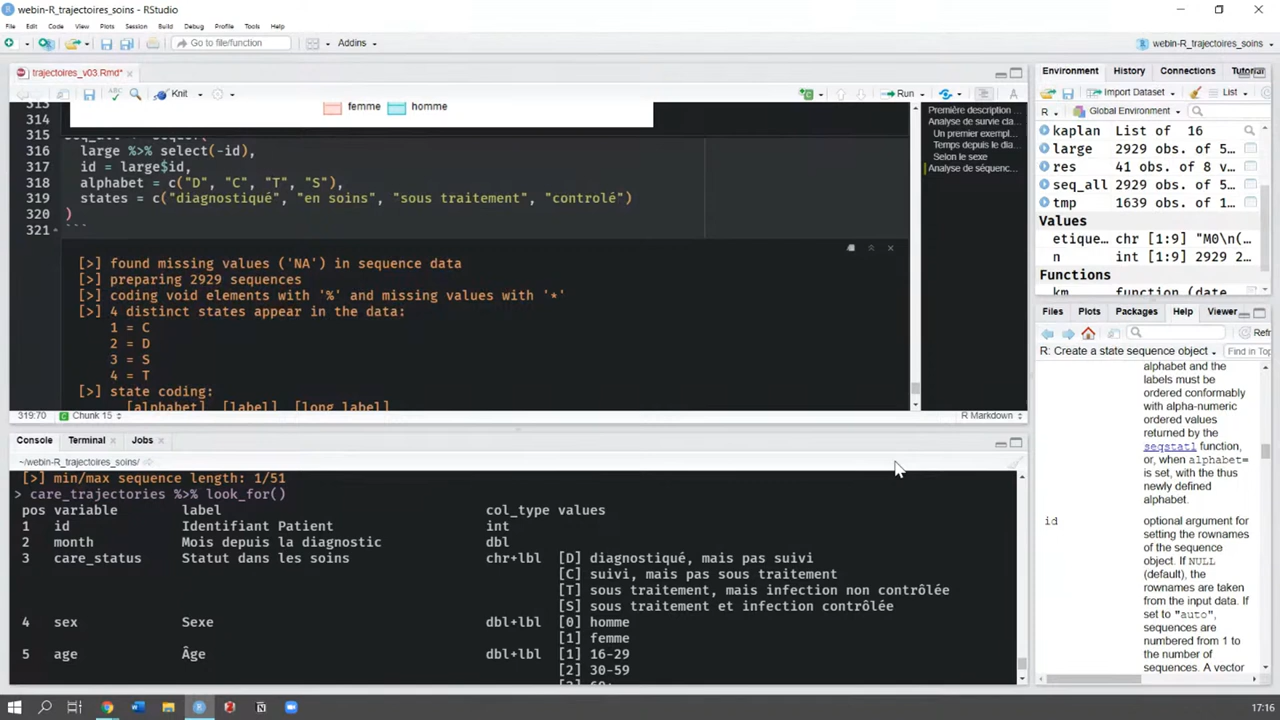 webin-R_trajectoires_soins - RStudio
File Edit Code View Plots Session Build Debug Profile Tools Help
Go to file/function Addins webin-R_trajectoires_soins
trajectoires_v03.Rmd*
Knit Run
313 femme homme
314
315
316 large %>% select(-id),
317 id = large$id,
318 alphabet = c("D", "C", "T", "S"),
319 states = c("diagnostiqué", "en soins", "sous traitement", "controlé")
320 )
321 ```
[>] found missing values ('NA') in sequence data
[>] preparing 2929 sequences
[>] coding void elements with '%' and missing values with '*'
[>] 4 distinct states appear in the data:
1 = C
2 = D
3 = S
4 = T
[>] state coding:
[alphabet] [label] [long label]
319:70 Chunk 15 R Markdown
Première description
Analyse de survie cla...
Un premier exempl...
Temps depuis le dia...
Selon le sexe
Analyse de séquenc...
Console Terminal Jobs
~/webin-R_trajectoires_soins/
[>] min/max sequence length: 1/51
> care_trajectories %>% look_for()
pos variable label col_type values
1 id Identifiant Patient int
2 month Mois depuis la diagnostic dbl
3 care_status Statut dans les soins chr+lbl [D] diagnostiqué, mais pas suivi
[C] suivi, mais pas sous traitement
[T] sous traitement, mais infection non contrôlée
[S] sous traitement et infection contrôlée
4 sex Sexe dbl+lbl [0] homme
[1] femme
5 age Âge dbl+lbl [1] 16-29
[2] 30-59
Environment History Connections Tutorial
Import Dataset List
R Global Environment
kaplan List of 16
large 2929 obs. of 5...
res 41 obs. of 8 v...
seq_all 2929 obs. of 5...
tmp 1639 obs. of 1...
Values
etique... chr [1:9] "M0\n(...
n int [1:9] 2929 2...
Functions
km function (date...
Files Plots Packages Help Viewer
Refr
R: Create a state sequence object Find in Top
alphabet and the
labels must be
ordered conformably
with alpha-numeric
ordered values
returned by the
seqstatl function,
or, when alphabet=
is set, with the thus
newly defined
alphabet.
id optional argument for
setting the rownames
of the sequence
object. If NULL
(default), the
rownames are taken
from the input data. If
set to "auto",
sequences are
numbered from 1 to
the number of
sequences. A vector
17:16